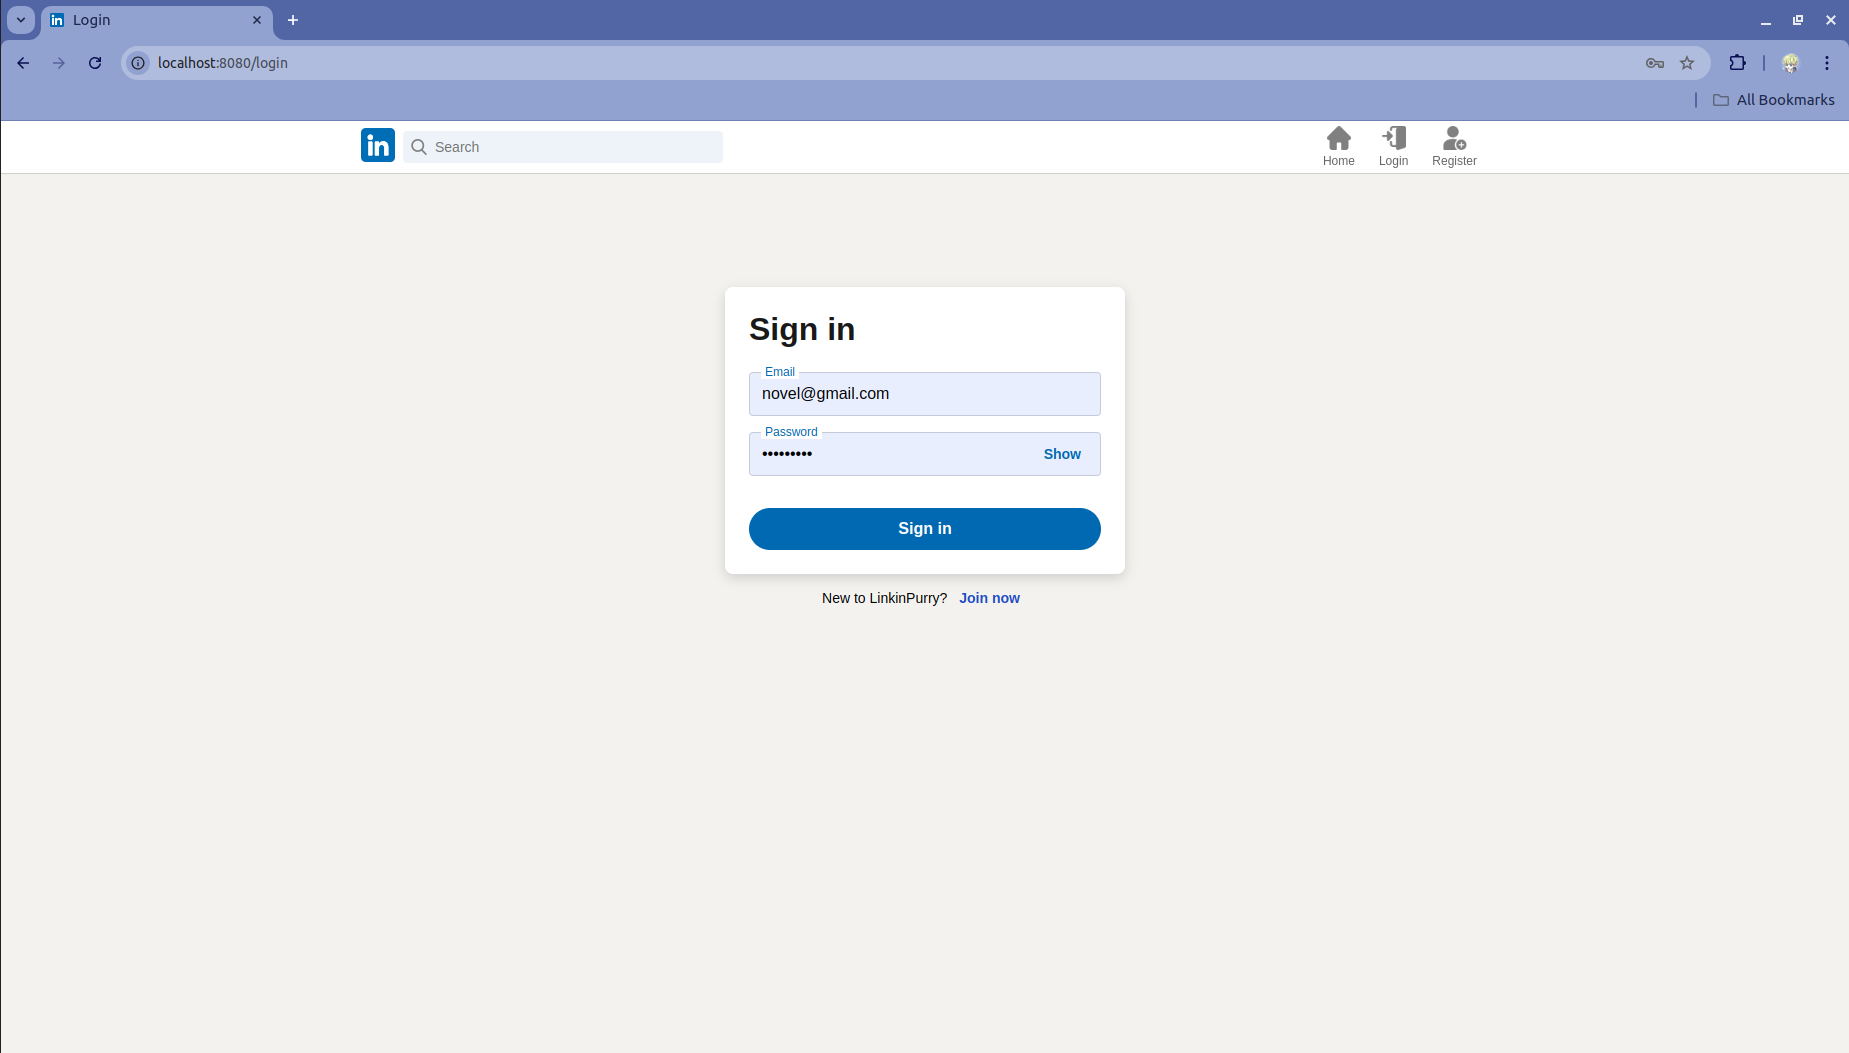 Login
localhost:8080/login
All Bookmarks
in
Search
Home
Login
Register
Sign in
Email
novel@gmail.com
Password
•••••••••
Show
Sign in
New to LinkinPurry? Join now